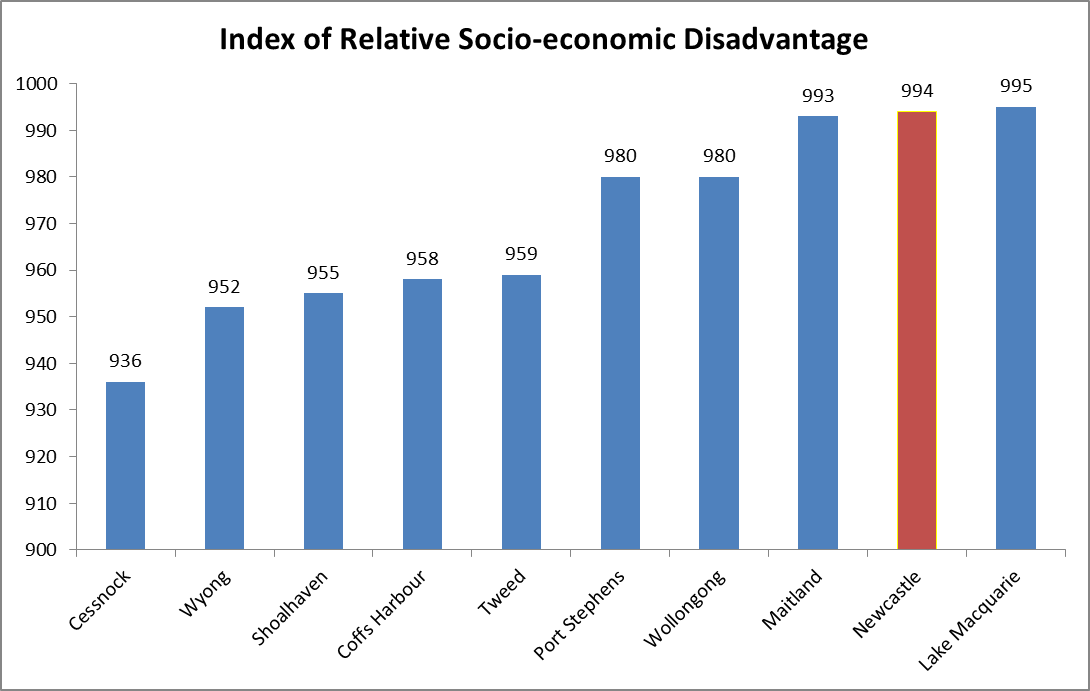 Index of Relative Socio-economic Disadvantage
1000
990
980
970
960
950
940
930
920
910
900
936
952
955
958
959
980
980
993
994
995
Cessnock
Wyong
Shoalhaven
Coffs Harbour
Tweed
Port Stephens
Wollongong
Maitland
Newcastle
Lake Macquarie